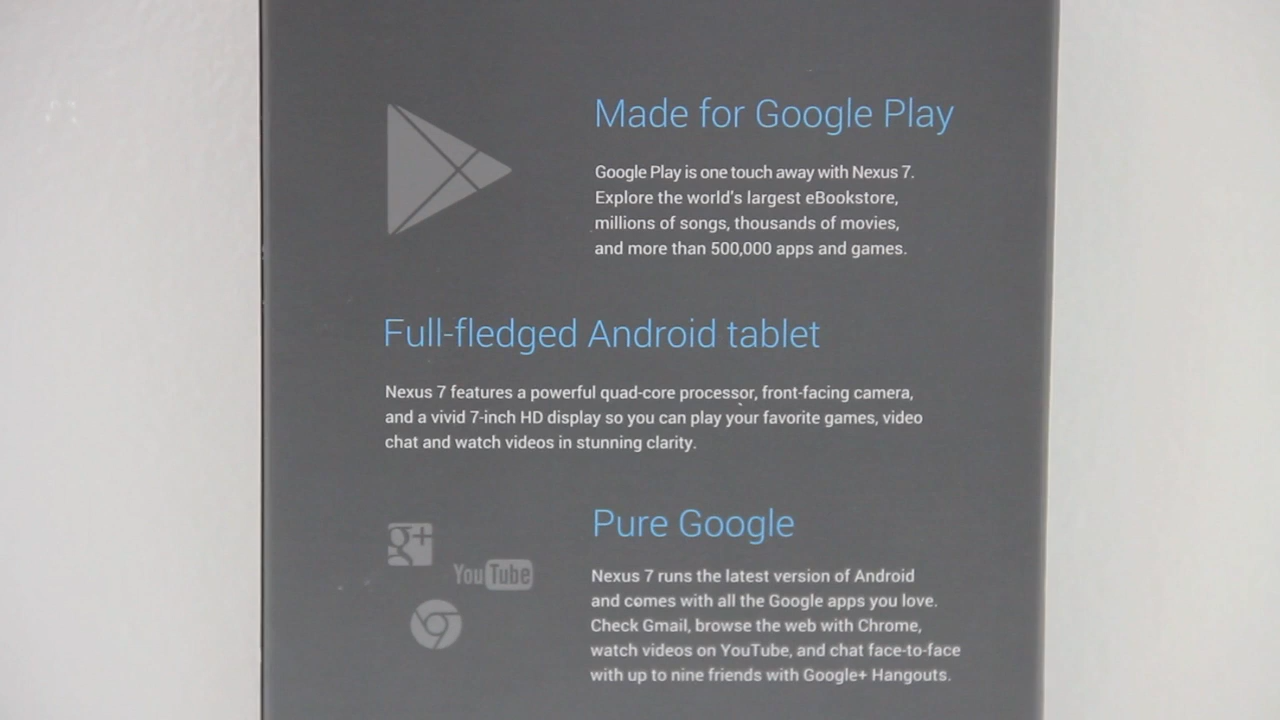 Made for Google Play
Google Play is one touch away with Nexus 7.
Explore the world's largest eBookstore,
millions of songs, thousands of movies,
and more than 500,000 apps and games.
Full-fledged Android tablet
Nexus 7 features a powerful quad-core processor, front-facing camera,
and a vivid 7-inch HD display so you can play your favorite games, video
chat and watch videos in stunning clarity.
g+
YouTube
Pure Google
Nexus 7 runs the latest version of Android
and comes with all the Google apps you love.
Check Gmail, browse the web with Chrome,
watch videos on YouTube, and chat face-to-face
with up to nine friends with Google+ Hangouts.